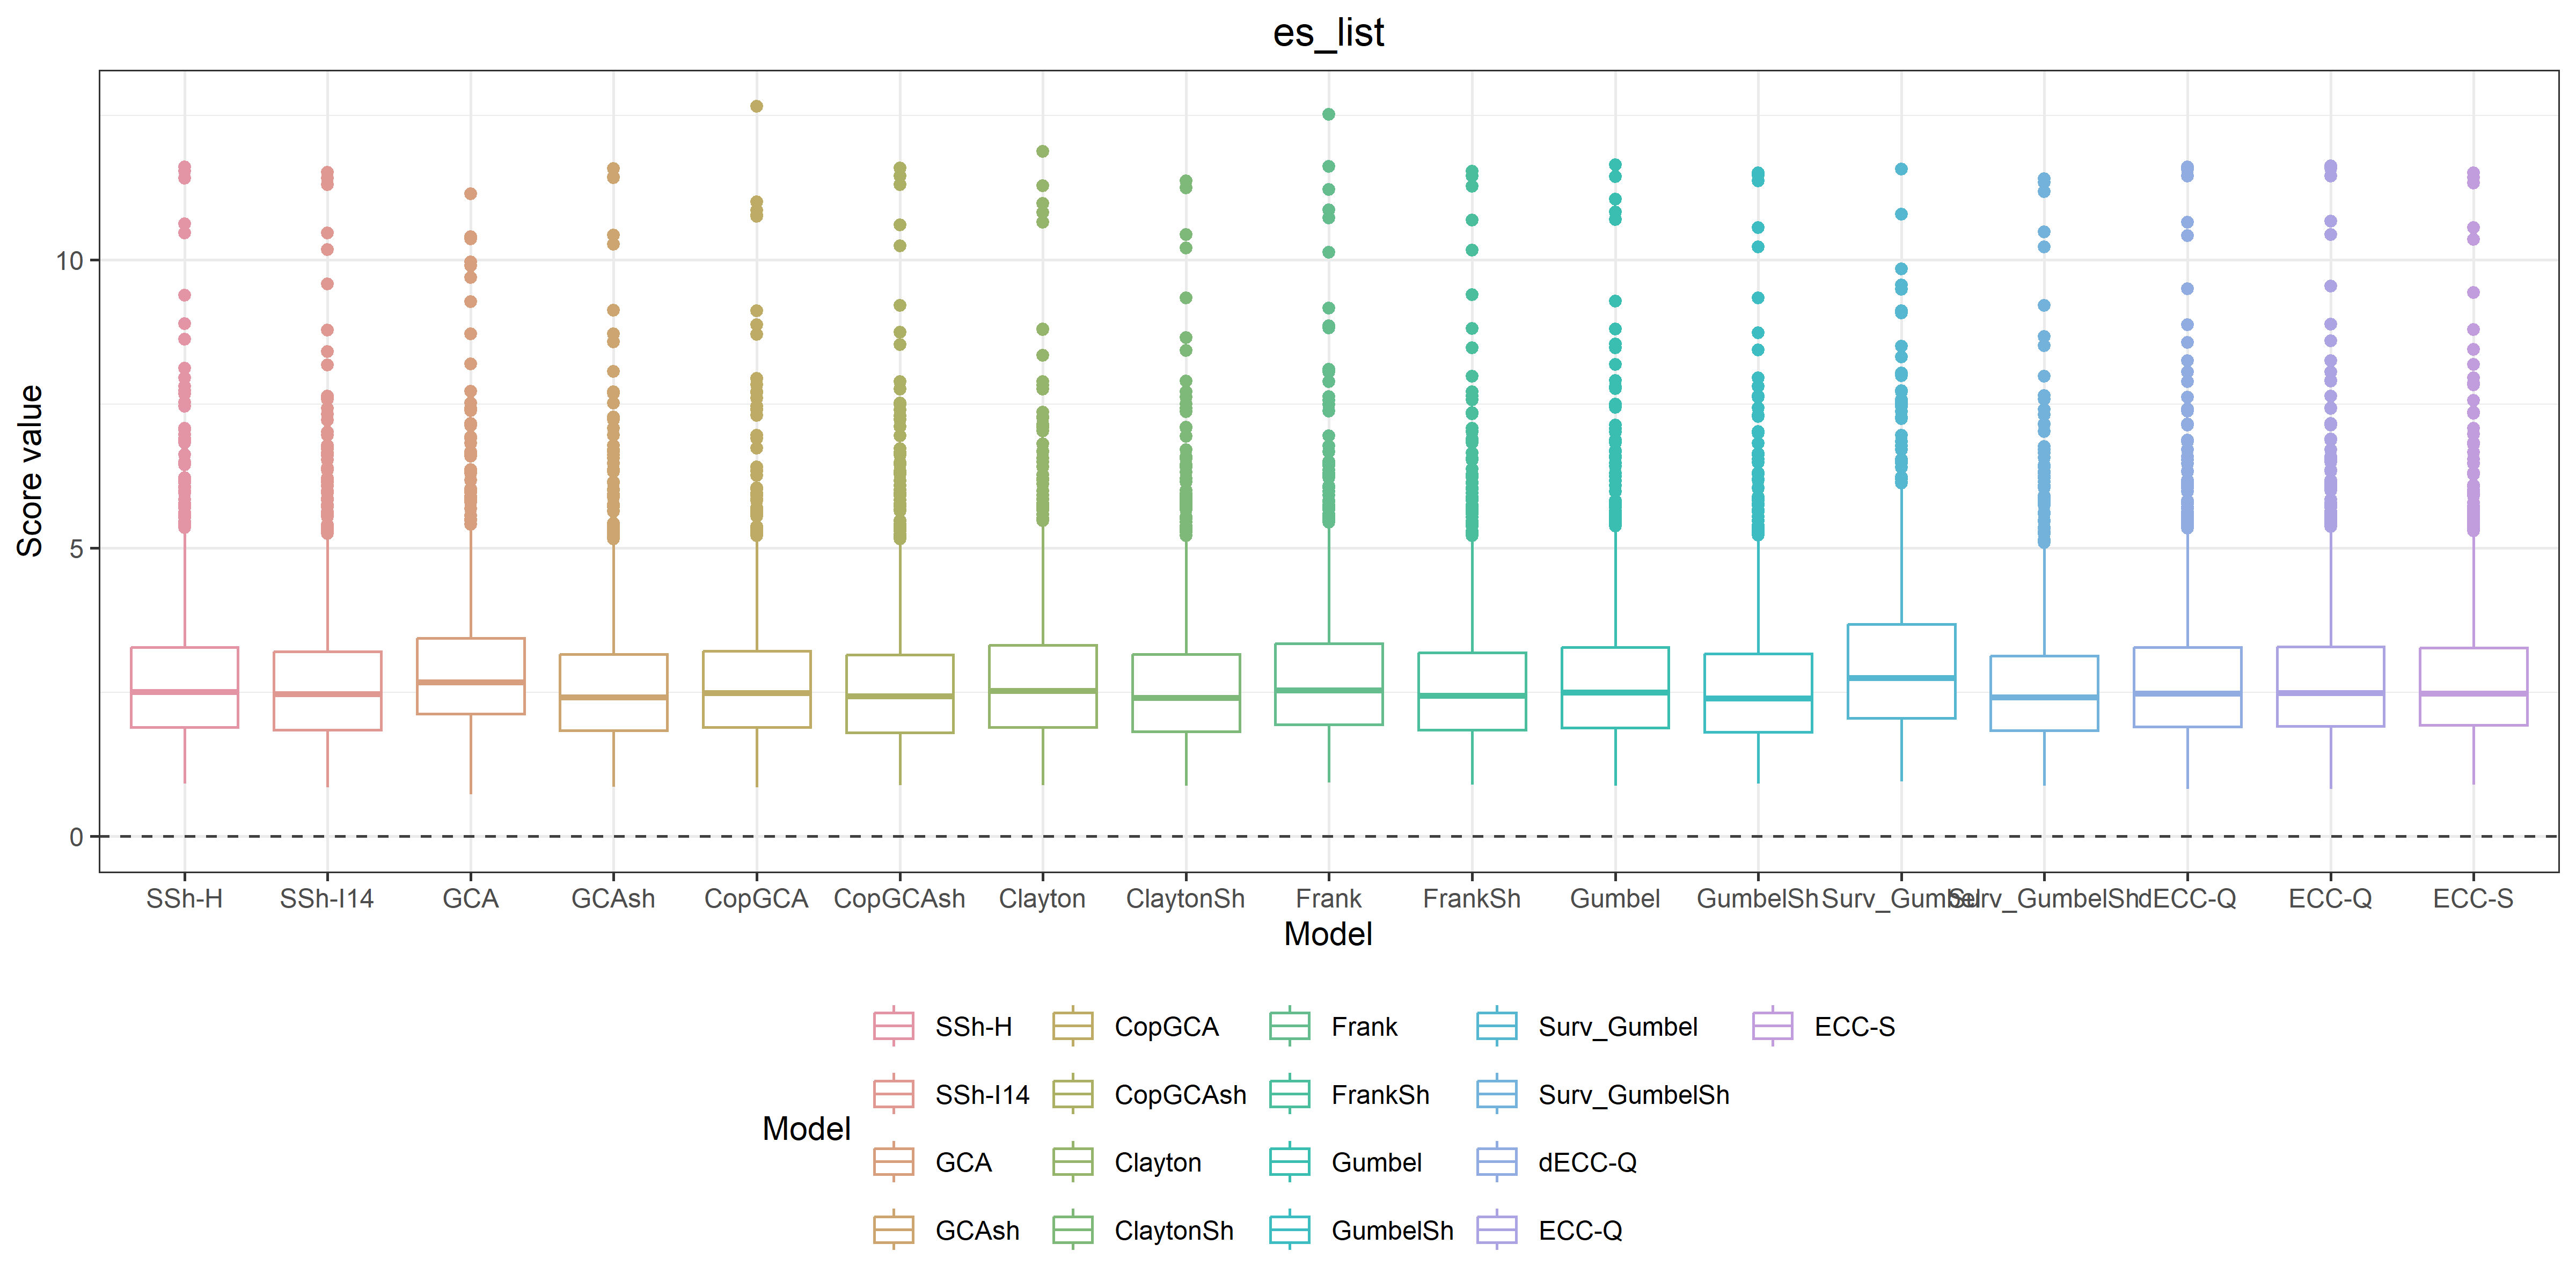 es_list
Score value
10
5
0
SSh-H SSh-I14 GCA GCAsh CopGCA CopGCAsh Clayton ClaytonSh Frank FrankSh Gumbel GumbelSh Surv_Gumbel Surv_GumbelSh dECC-Q ECC-Q ECC-S
Model
Model
SSh-H CopGCA Frank Surv_Gumbel ECC-S
SSh-I14 CopGCAsh FrankSh Surv_GumbelSh
GCA Clayton Gumbel dECC-Q
GCAsh ClaytonSh GumbelSh ECC-Q